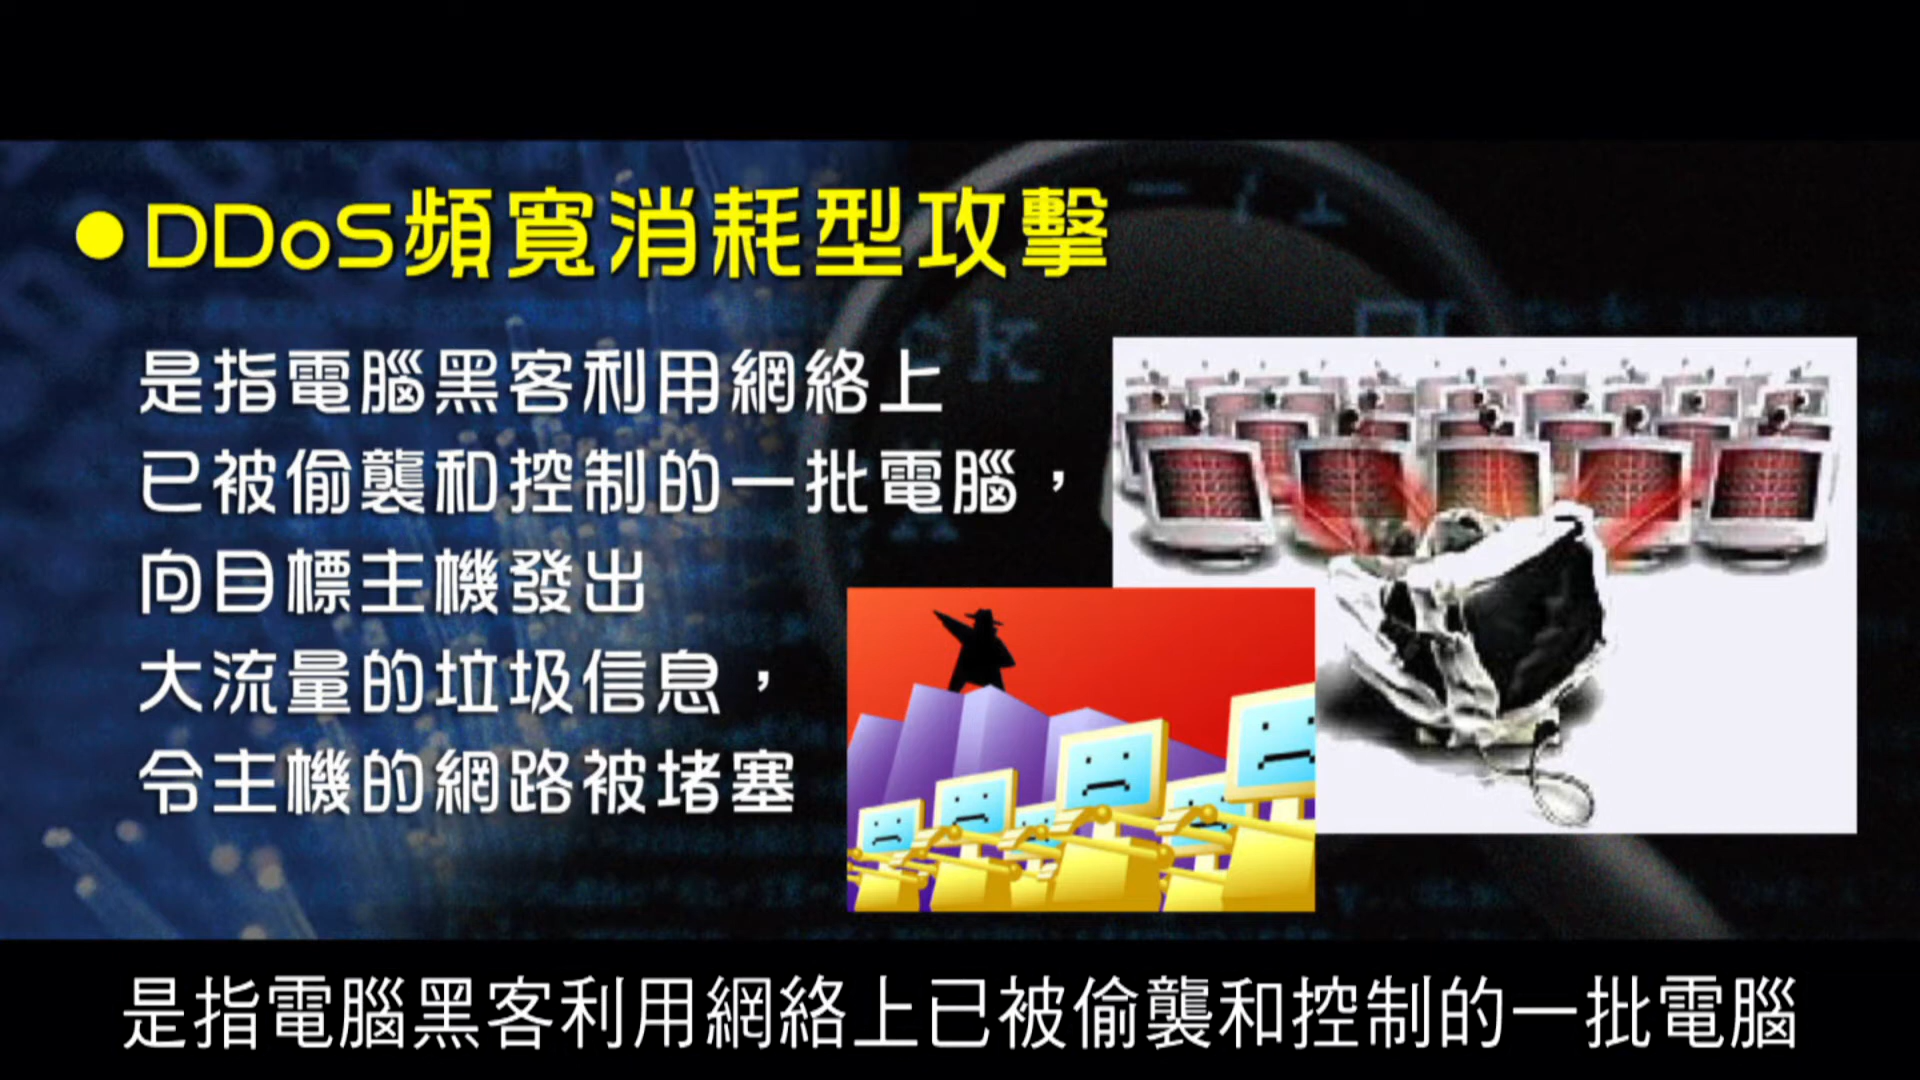 ●DDoS頻寬消耗型攻擊
是指電腦黑客利用網絡上
已被偷襲和控制的一批電腦，
向目標主機發出
大流量的垃圾信息，
令主機的網路被堵塞
ck
是指電腦黑客利用網絡上已被偷襲和控制的一批電腦